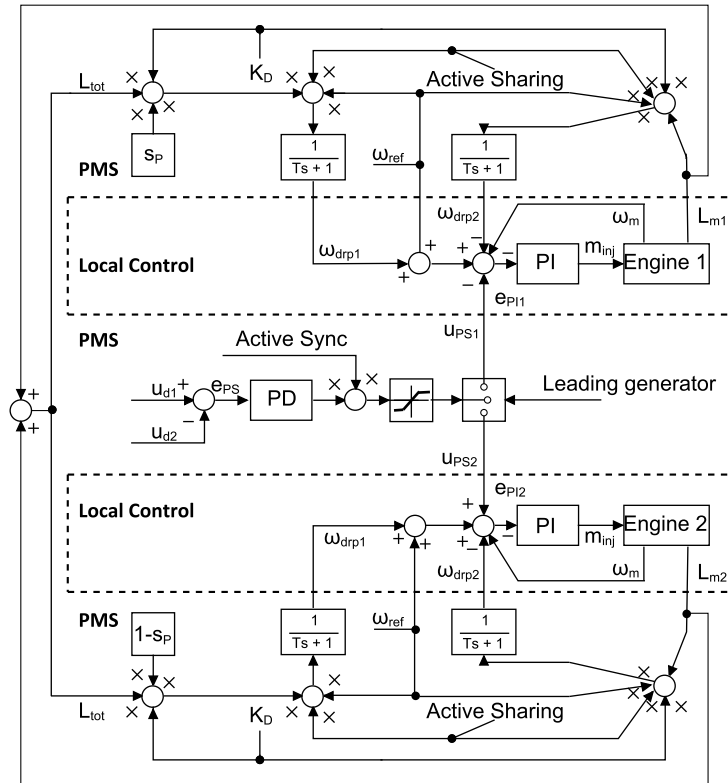 L_tot
K_D
Active Sharing
s_P
PMS
1
Ts + 1
ω_ref
1
Ts + 1
ω_drp1
ω_drp2
ω_m
L_m1
Local Control
PI
m_inj
Engine 1
e_PI1
PMS
u_PS1
Active Sync
u_d1
e_PS
PD
u_d2
Leading generator
u_PS2
Local Control
e_PI2
PI
m_inj
Engine 2
ω_drp1
ω_drp2
ω_m
L_m2
PMS
1-s_P
1
Ts + 1
ω_ref
1
Ts + 1
L_tot
K_D
Active Sharing